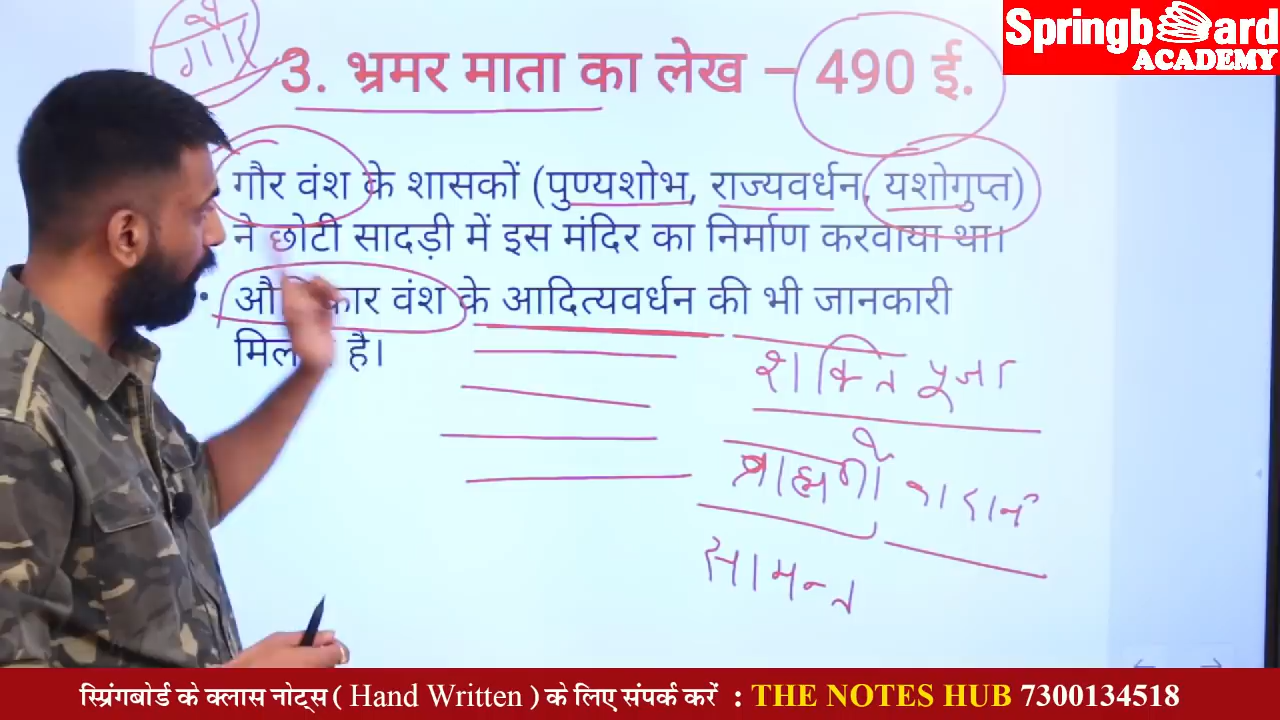 Springboard
ACADEMY
गौर
3. भ्रमर माता का लेख – 490 ई.
गौर वंश के शासकों (पुण्यशोभ, राज्यवर्धन, यशोगुप्त)
ने छोटी सादड़ी में इस मंदिर का निर्माण करवाया था।
• वंश के आदित्यवर्धन की भी जानकारी
है।
शक्ति पूजा
ब्राह्मणों का दान
सामन्त
स्प्रिंगबोर्ड के क्लास नोट्स ( Hand Written ) के लिए संपर्क करें : THE NOTES HUB 7300134518